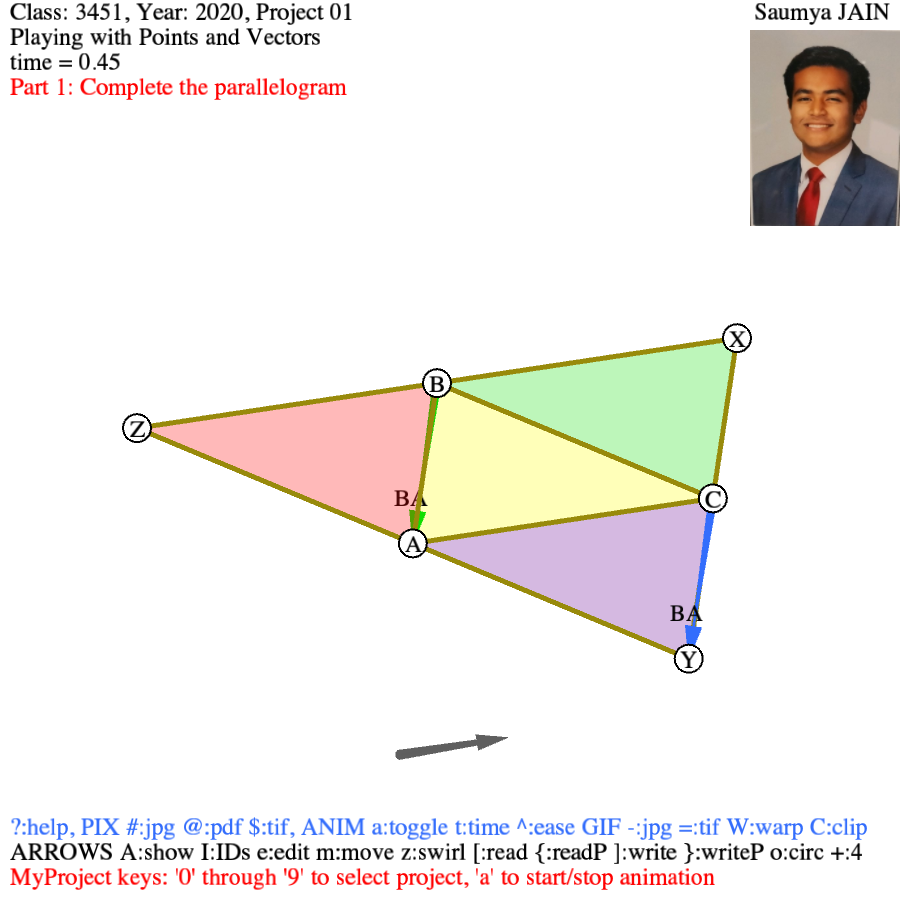 Class: 3451, Year: 2020, Project 01
Saumya JAIN
Playing with Points and Vectors
time = 0.45
Part 1: Complete the parallelogram
X
B
Z
BA
C
A
BA
Y
?:help, PIX #:jpg @:pdf $:tif, ANIM a:toggle t:time ^:ease GIF -:jpg =:tif W:warp C:clip
ARROWS A:show I:IDs e:edit m:move z:swirl [:read {:readP ]:write }:writeP o:circ +:4
MyProject keys: '0' through '9' to select project, 'a' to start/stop animation